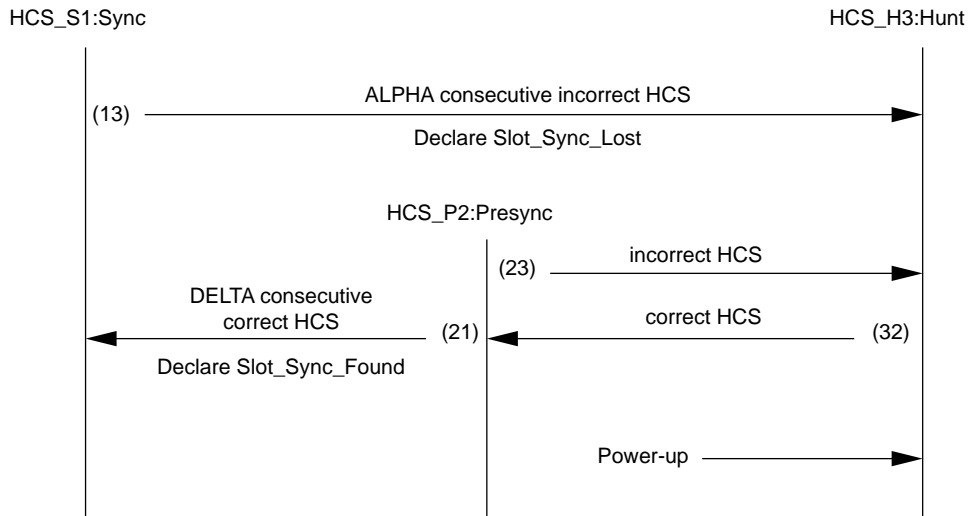 HCS_S1:Sync
HCS_H3:Hunt
ALPHA consecutive incorrect HCS
(13)
Declare Slot_Sync_Lost
HCS_P2:Presync
(23)
incorrect HCS
DELTA consecutive
correct HCS
(21)
correct HCS
(32)
Declare Slot_Sync_Found
Power-up